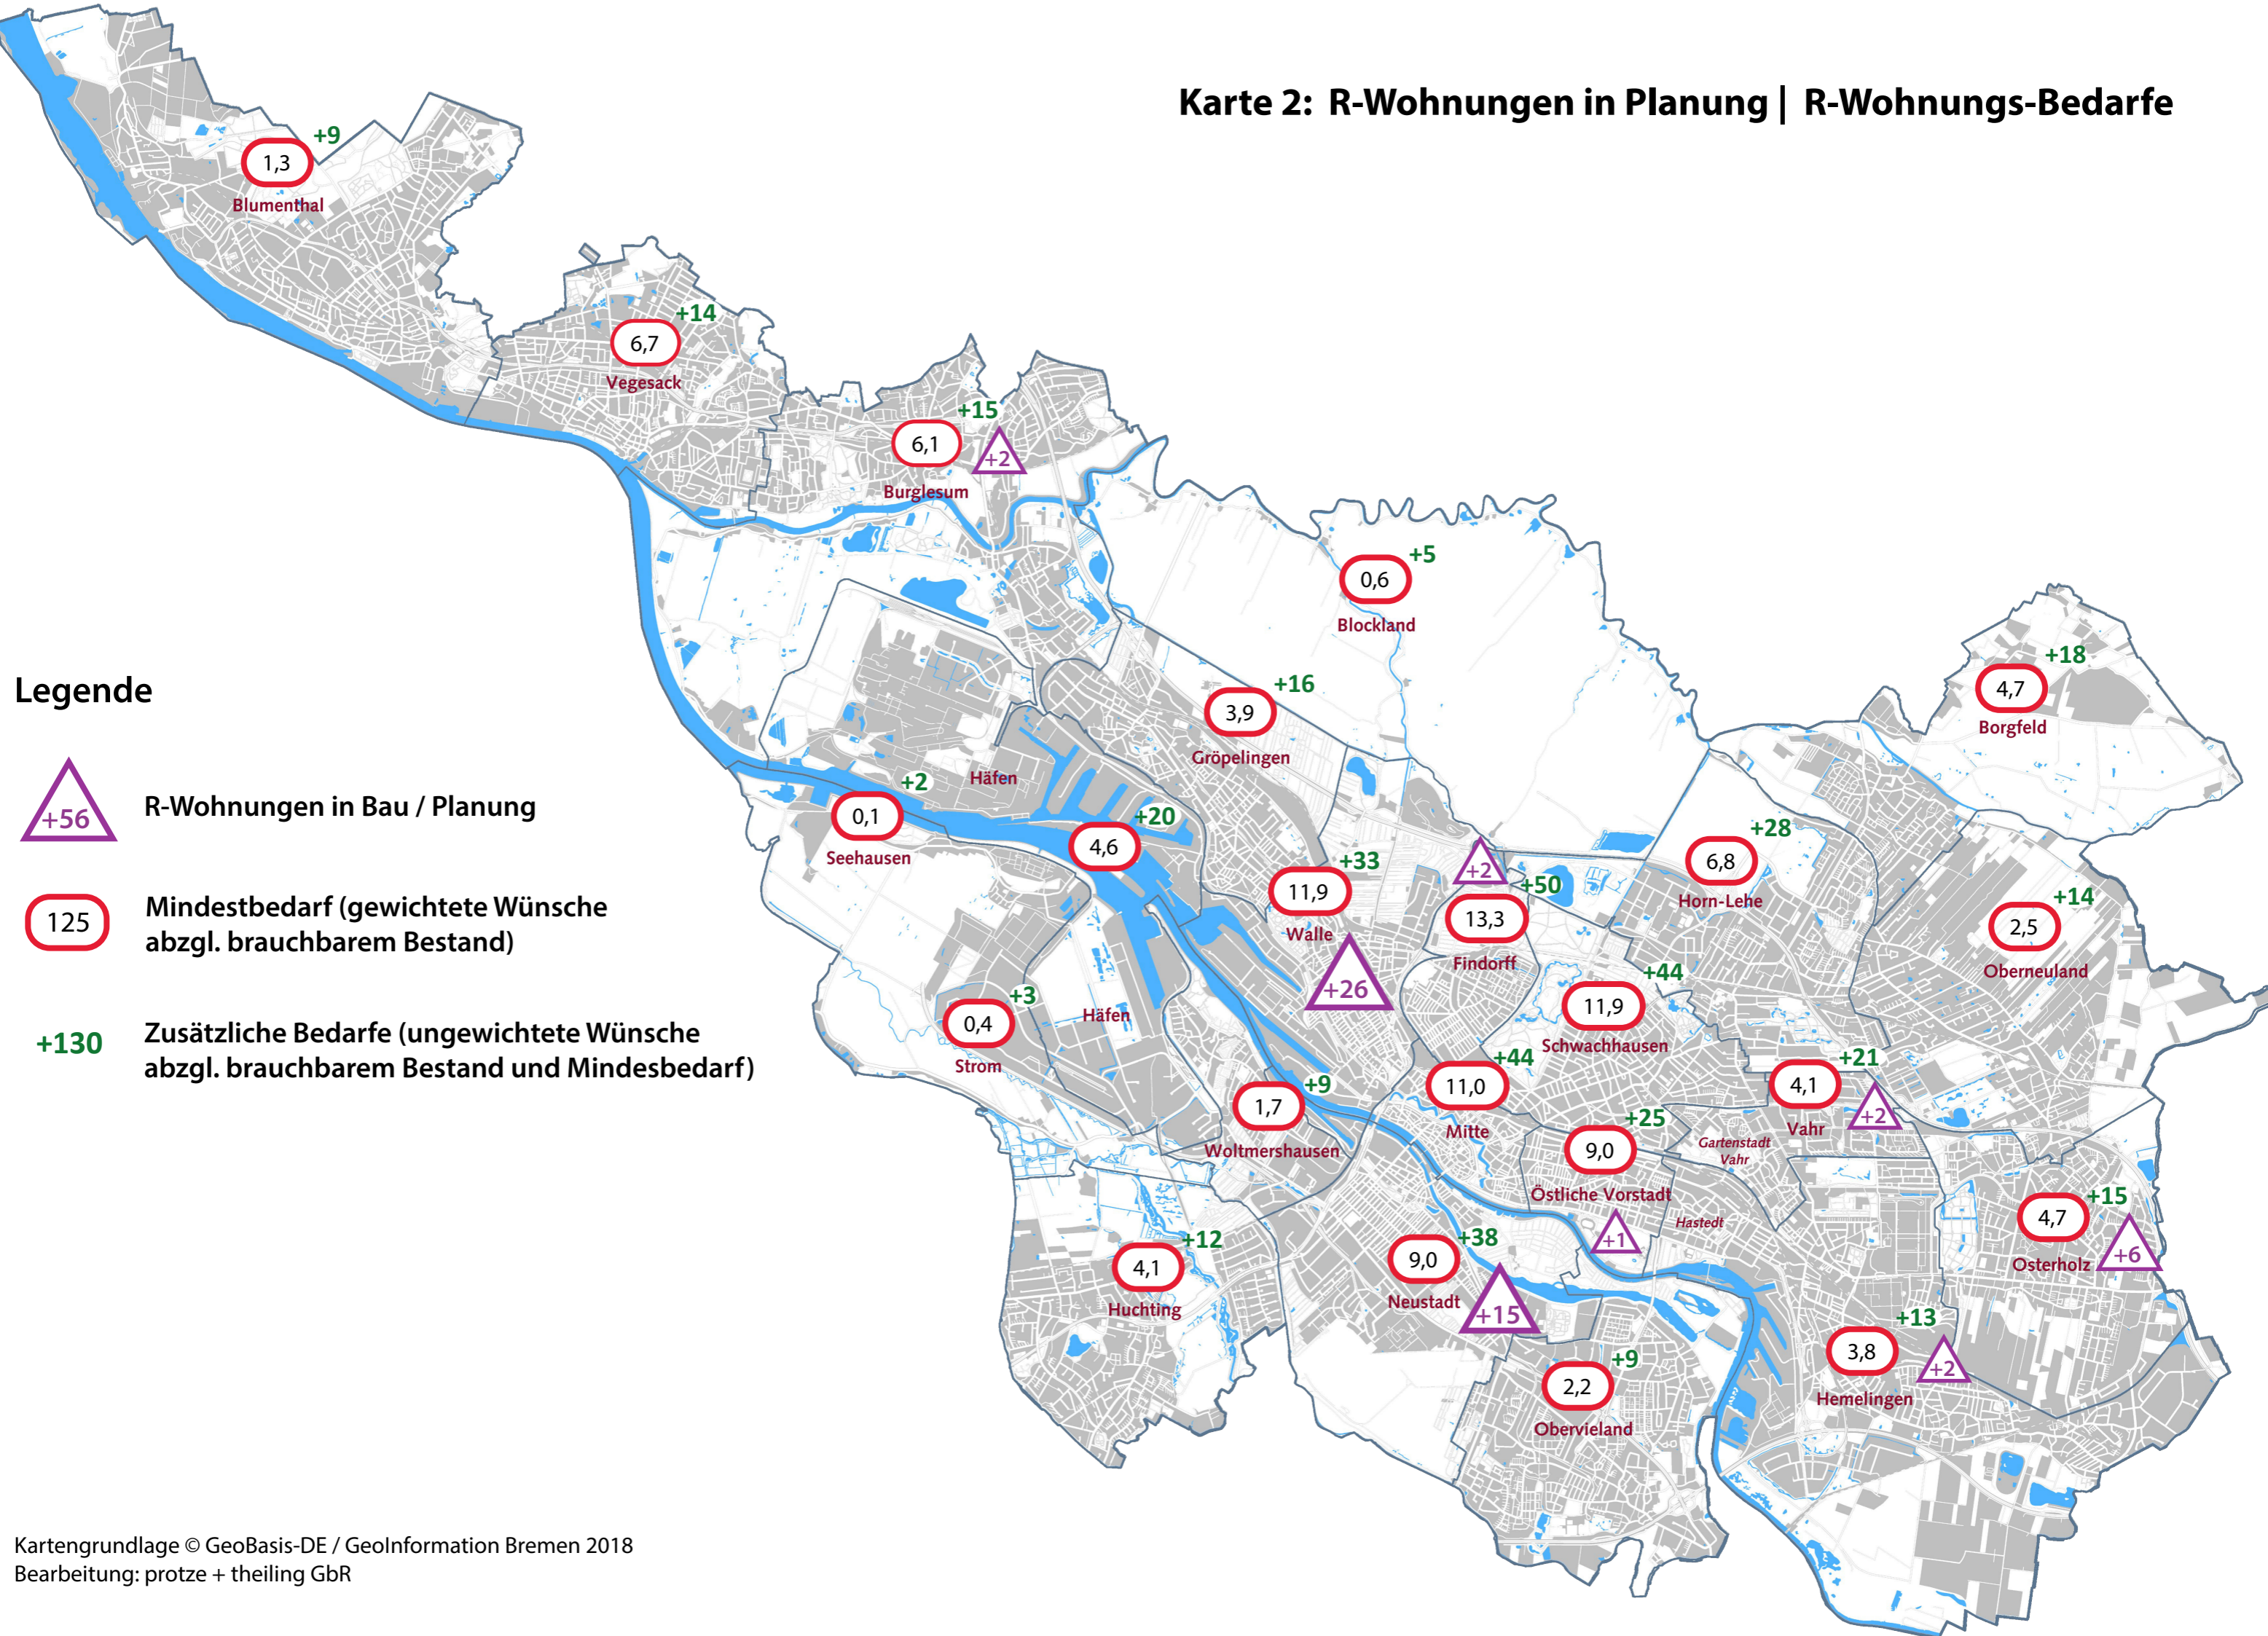 Karte 2: R-Wohnungen in Planung | R-Wohnungs-Bedarfe
+9
1,3
Blumenthal
+14
6,7
Vegesack
+15
6,1
+2
Burglesum
+5
0,6
Blockland
+18
4,7
Borgfeld
+16
3,9
Gröpelingen
Häfen
+2
0,1
Seehausen
+20
4,6
+33
11,9
Walle
+26
+2
+50
13,3
Findorff
+28
6,8
Horn-Lehe
+14
2,5
Oberneuland
+44
11,9
Schwachhausen
+3
0,4
Strom
Häfen
+9
1,7
Woltmershausen
+44
11,0
Mitte
+21
4,1
+2
Vahr
Gartenstadt
Vahr
+25
9,0
Östliche Vorstadt
+1
Hastedt
+12
4,1
Huchting
+38
9,0
Neustadt
+15
+15
4,7
+6
Osterholz
+13
3,8
+2
Hemelingen
+9
2,2
Obervieland
Legende
+56
R-Wohnungen in Bau / Planung
125
Mindestbedarf (gewichtete Wünsche
abzgl. brauchbarem Bestand)
+130
Zusätzliche Bedarfe (ungewichtete Wünsche
abzgl. brauchbarem Bestand und Mindesbedarf)
Kartengrundlage © GeoBasis-DE / GeoInformation Bremen 2018
Bearbeitung: protze + theiling GbR